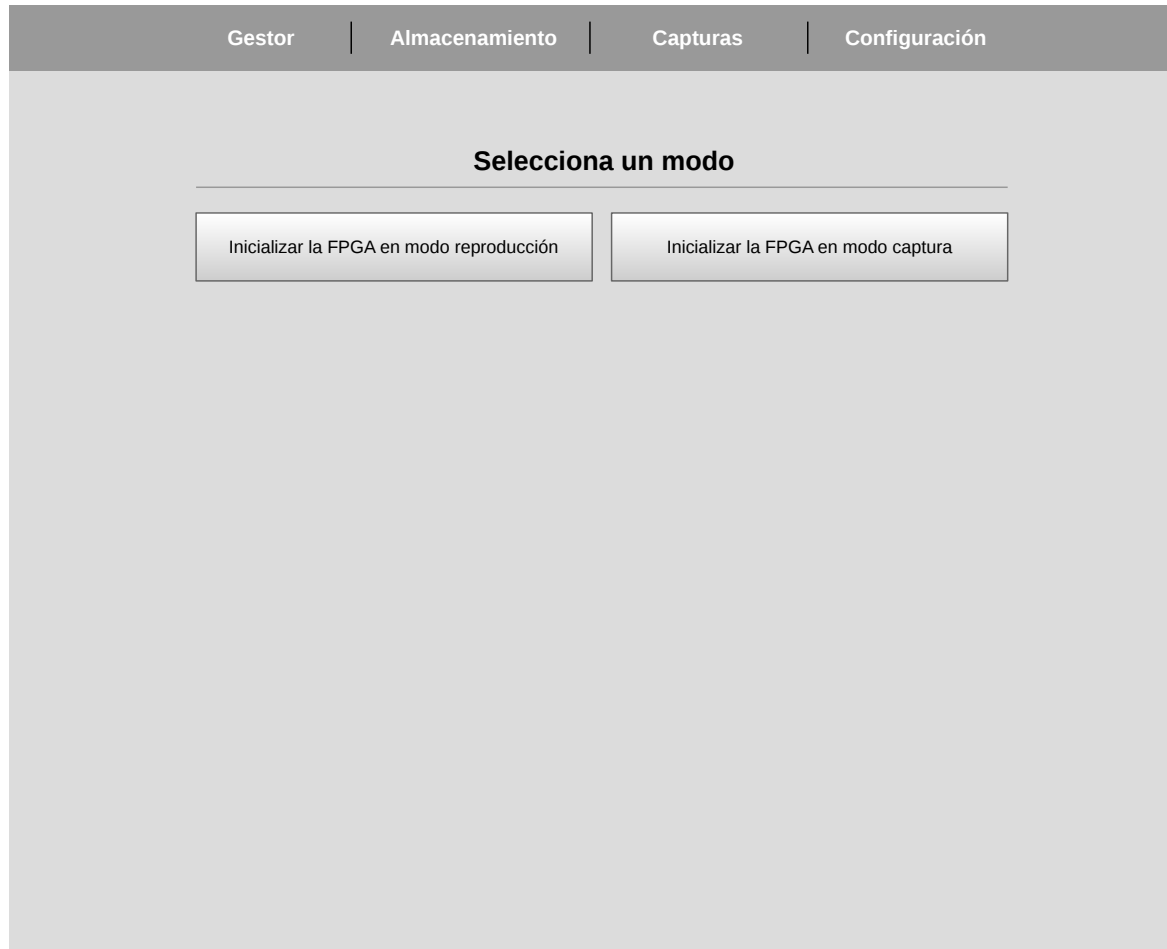 Gestor Almacenamiento Capturas Configuración
Selecciona un modo
Inicializar la FPGA en modo reproducción
Inicializar la FPGA en modo captura